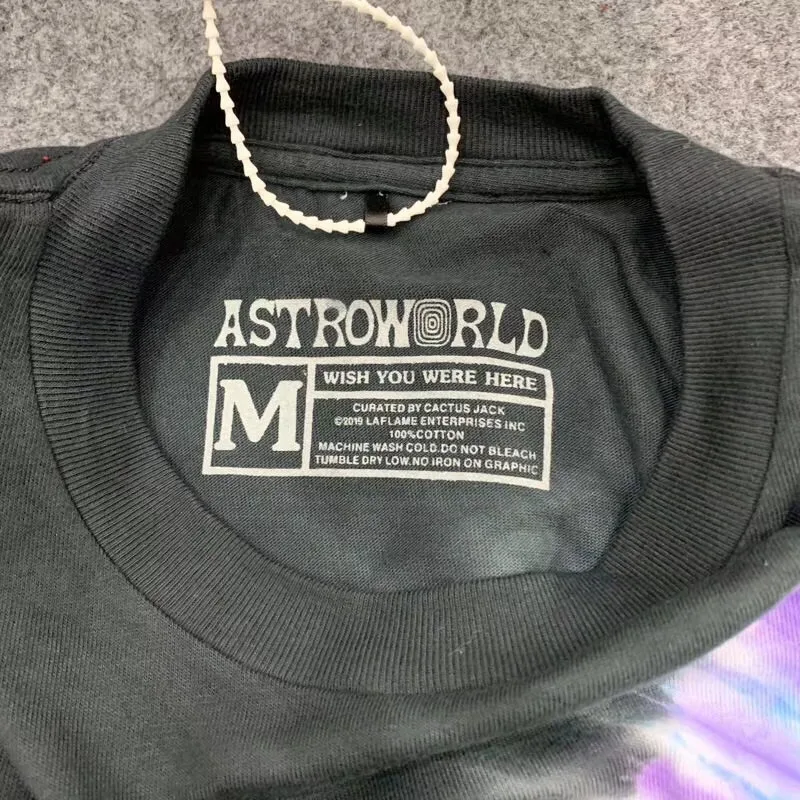 ASTROWORLD
M
WISH YOU WERE HERE
CURATED BY CACTUS JACK
©2019 LAFLAME ENTERPRISES INC
100%COTTON
MACHINE WASH COLD.DO NOT BLEACH
TUMBLE DRY LOW.NO IRON ON GRAPHIC